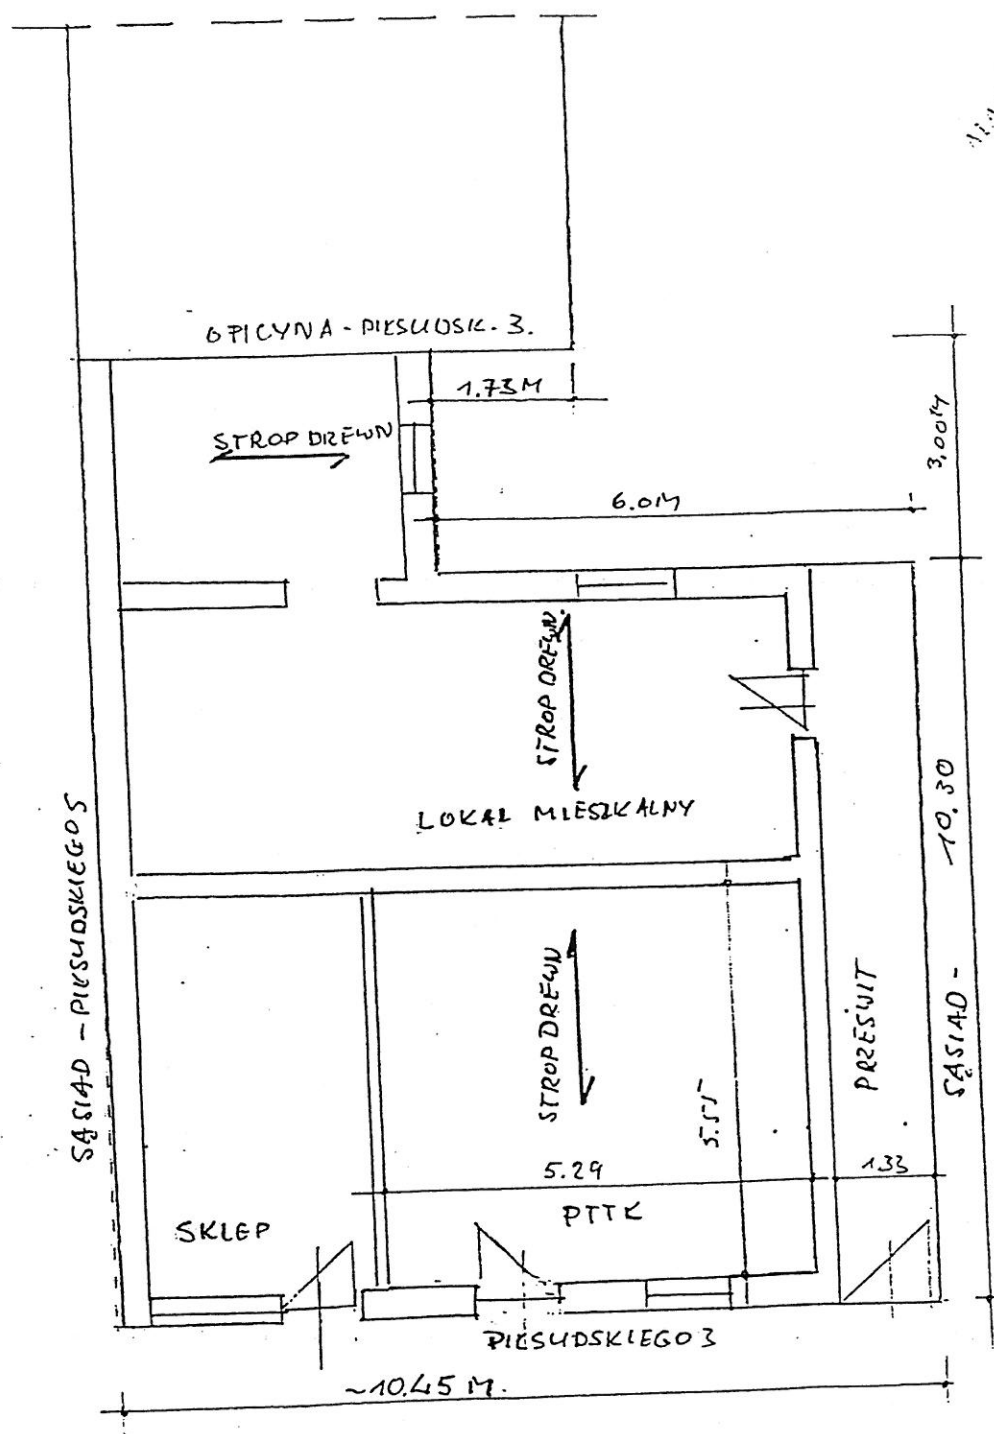 OFICYNA - PIŁSUDSK. 3.
1.73M
STROP DREWN
3,00M
6.0M
STROP DREWN.
LOKAL MIESZKALNY
SĄSIAD - PIŁSUDSKIEGO 5
10.30
STROP DREWN
PRZEŚWIT
SĄSIAD -
5.55
5.29
1.33
SKLEP
PTTK
PIŁSUDSKIEGO 3
~10.45 M.